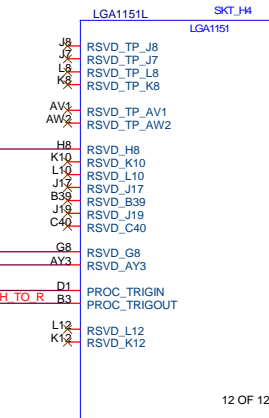 LGA1151L
SKT_H4
LGA1151
J8 RSVD_TP_J8
J7 RSVD_TP_J7
L8 RSVD_TP_L8
K8 RSVD_TP_K8
AV1 RSVD_TP_AV1
AW2 RSVD_TP_AW2
H8 RSVD_H8
K10 RSVD_K10
L10 RSVD_L10
J17 RSVD_J17
B39 RSVD_B39
J19 RSVD_J19
C40 RSVD_C40
G8 RSVD_G8
AY3 RSVD_AY3
D1 PROC_TRIGIN
H_TO_R B3 PROC_TRIGOUT
L12 RSVD_L12
K12 RSVD_K12
12 OF 12